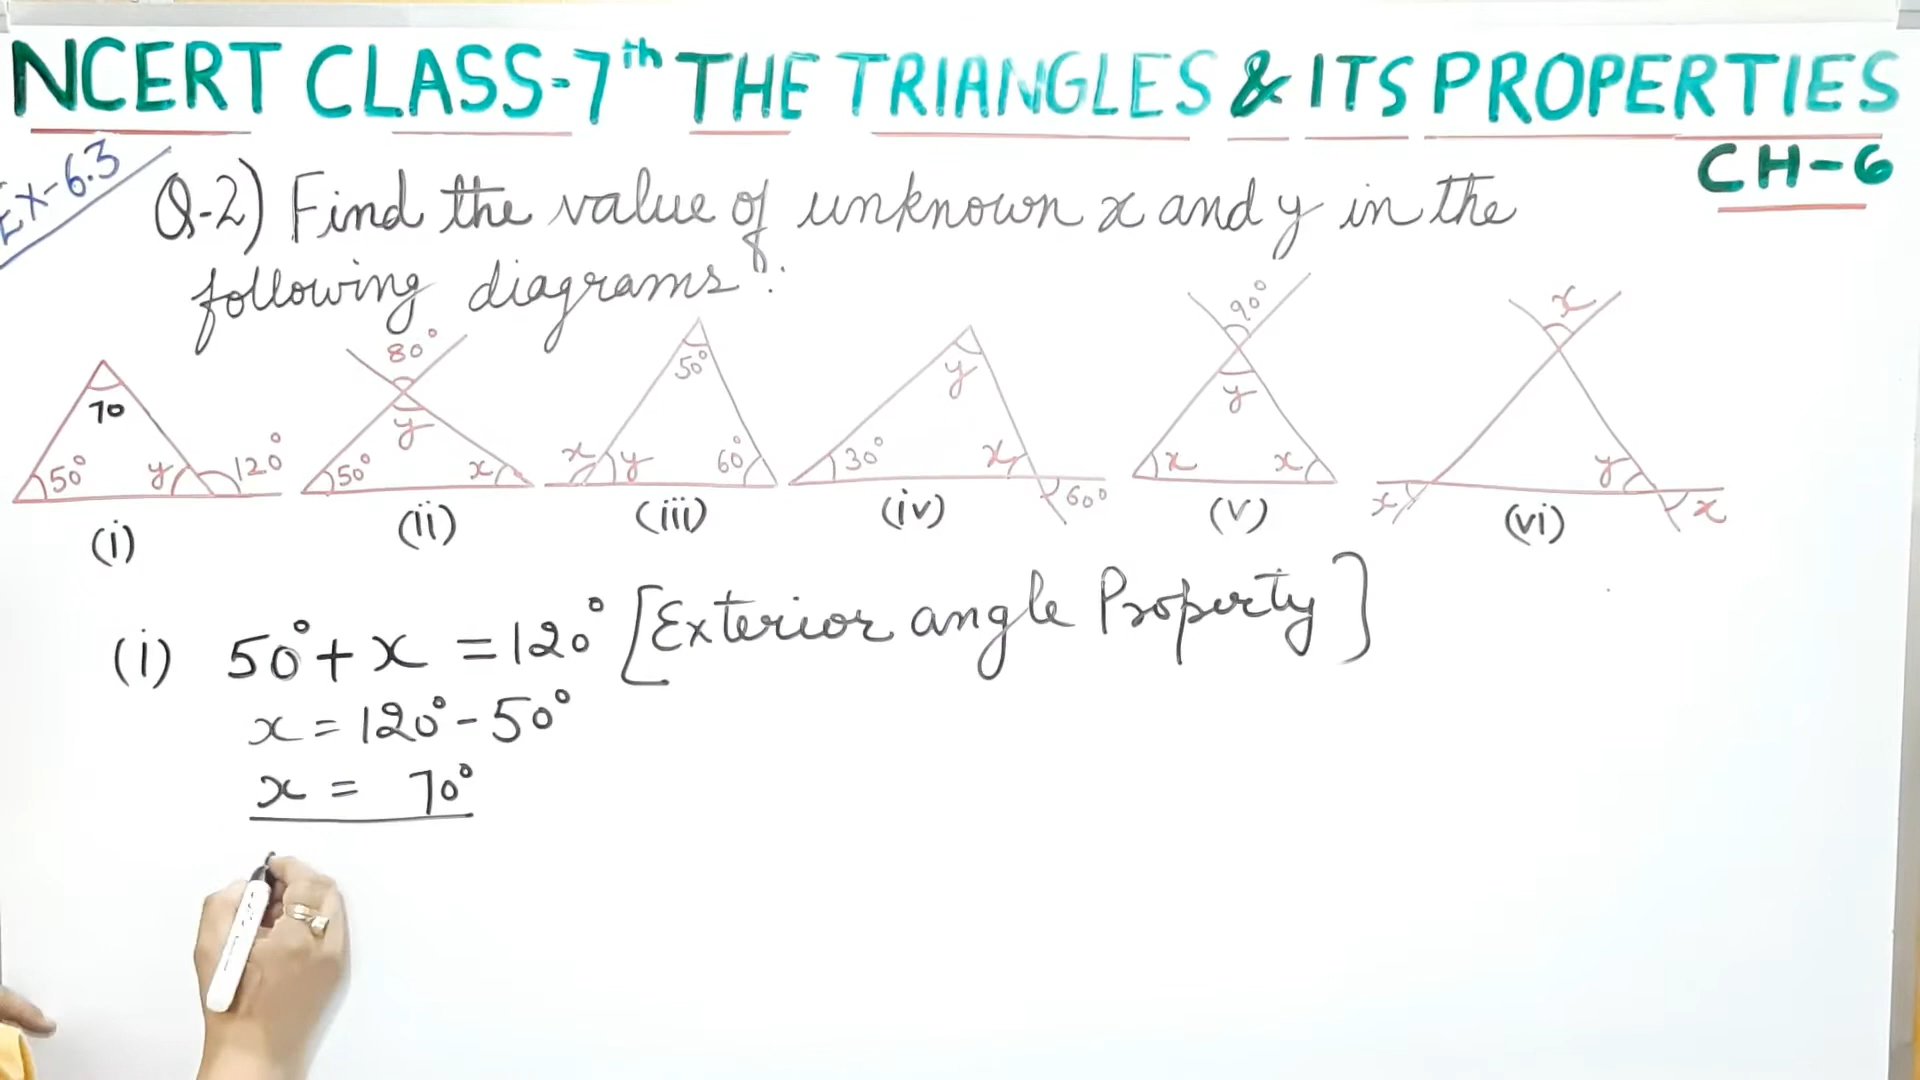 NCERT CLASS-7th THE TRIANGLES & ITS PROPERTIES
CH-6
Ex-6.3
Q-2) Find the value of unknown x and y in the
following diagrams:
70
50°
y
120°
(i)
80°
y
50°
x
(ii)
50°
x
y
60°
(iii)
y
30°
x
60°
(iv)
90°
y
x
x
(v)
x
y
x
x
(vi)
(i) 50° + x = 120° [Exterior angle Property]
x = 120° - 50°
x = 70°